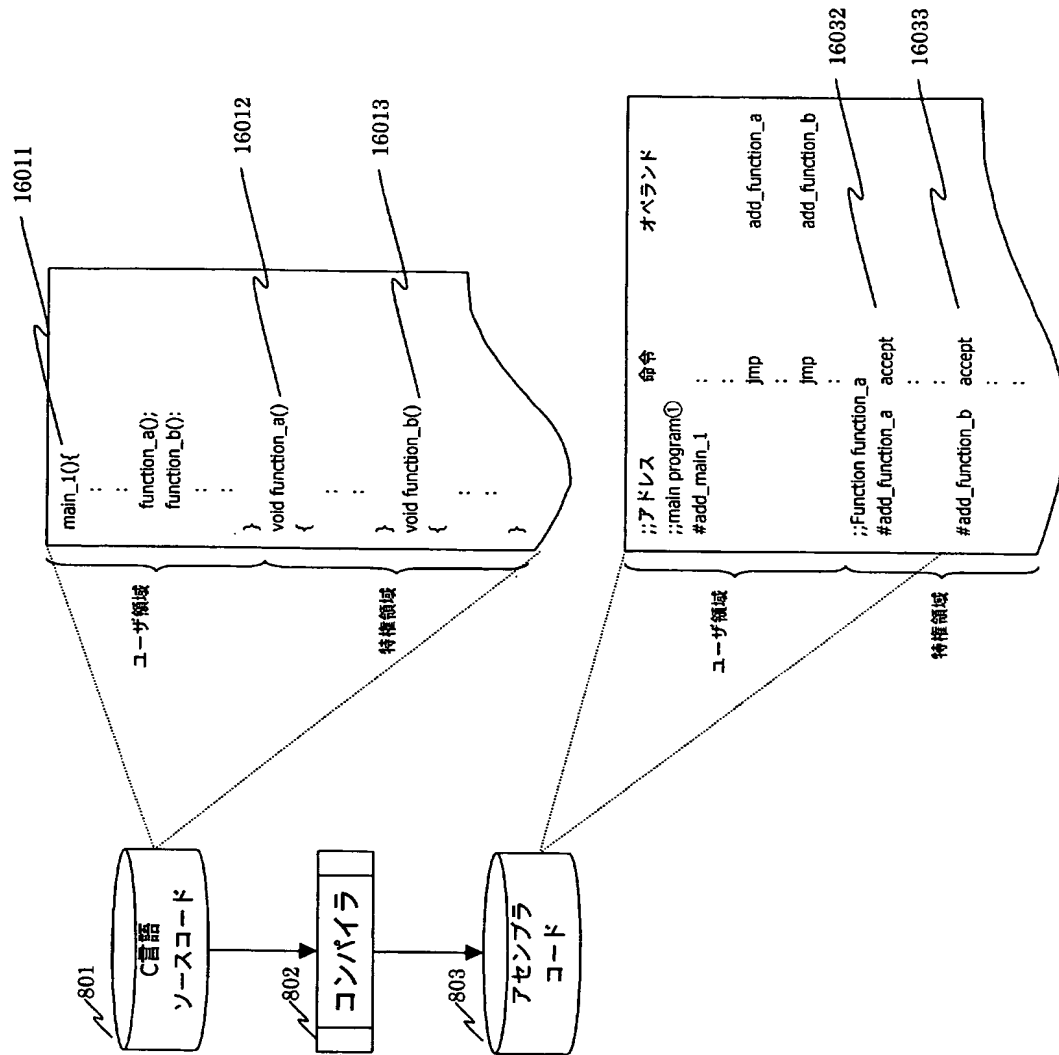 801
C言語
ソースコード
802
コンパイラ
803
アセンブラ
コード
ユーザ領域
特権領域
16011
16012
16013
main_1(){
:
:
function_a();
function_b():
:
:
}
void function_a()
{
:
:
}
void function_b()
{
:
:
}
ユーザ領域
特権領域
16032
16033
;;アドレス 命令 オペランド
;;main program①
#add_main_1
:
:
jmp add_function_a
:
jmp add_function_b
:
;;Function function_a
#add_function_a accept
:
:
#add_function_b accept
:
: